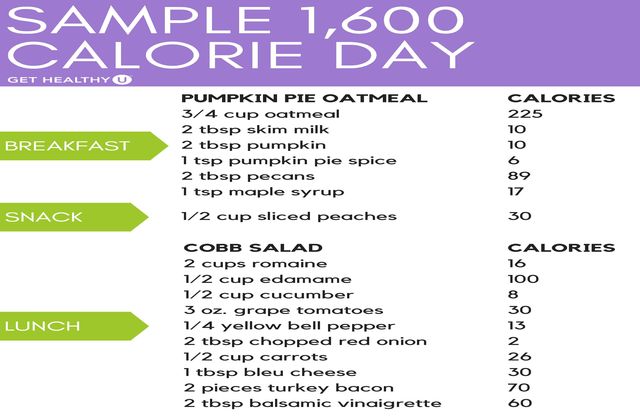 SAMPLE 1,600
CALORIE DAY
GET HEALTHY U
PUMPKIN PIE OATMEAL CALORIES
3/4 cup oatmeal 225
2 tbsp skim milk 10
BREAKFAST
2 tbsp pumpkin 10
1 tsp pumpkin pie spice 6
2 tbsp pecans 89
1 tsp maple syrup 17
SNACK
1/2 cup sliced peaches 30
COBB SALAD CALORIES
2 cups romaine 16
1/2 cup edamame 100
1/2 cup cucumber 8
3 oz. grape tomatoes 30
LUNCH
1/4 yellow bell pepper 13
2 tbsp chopped red onion 2
1/2 cup carrots 26
1 tbsp bleu cheese 30
2 pieces turkey bacon 70
2 tbsp balsamic vinaigrette 60